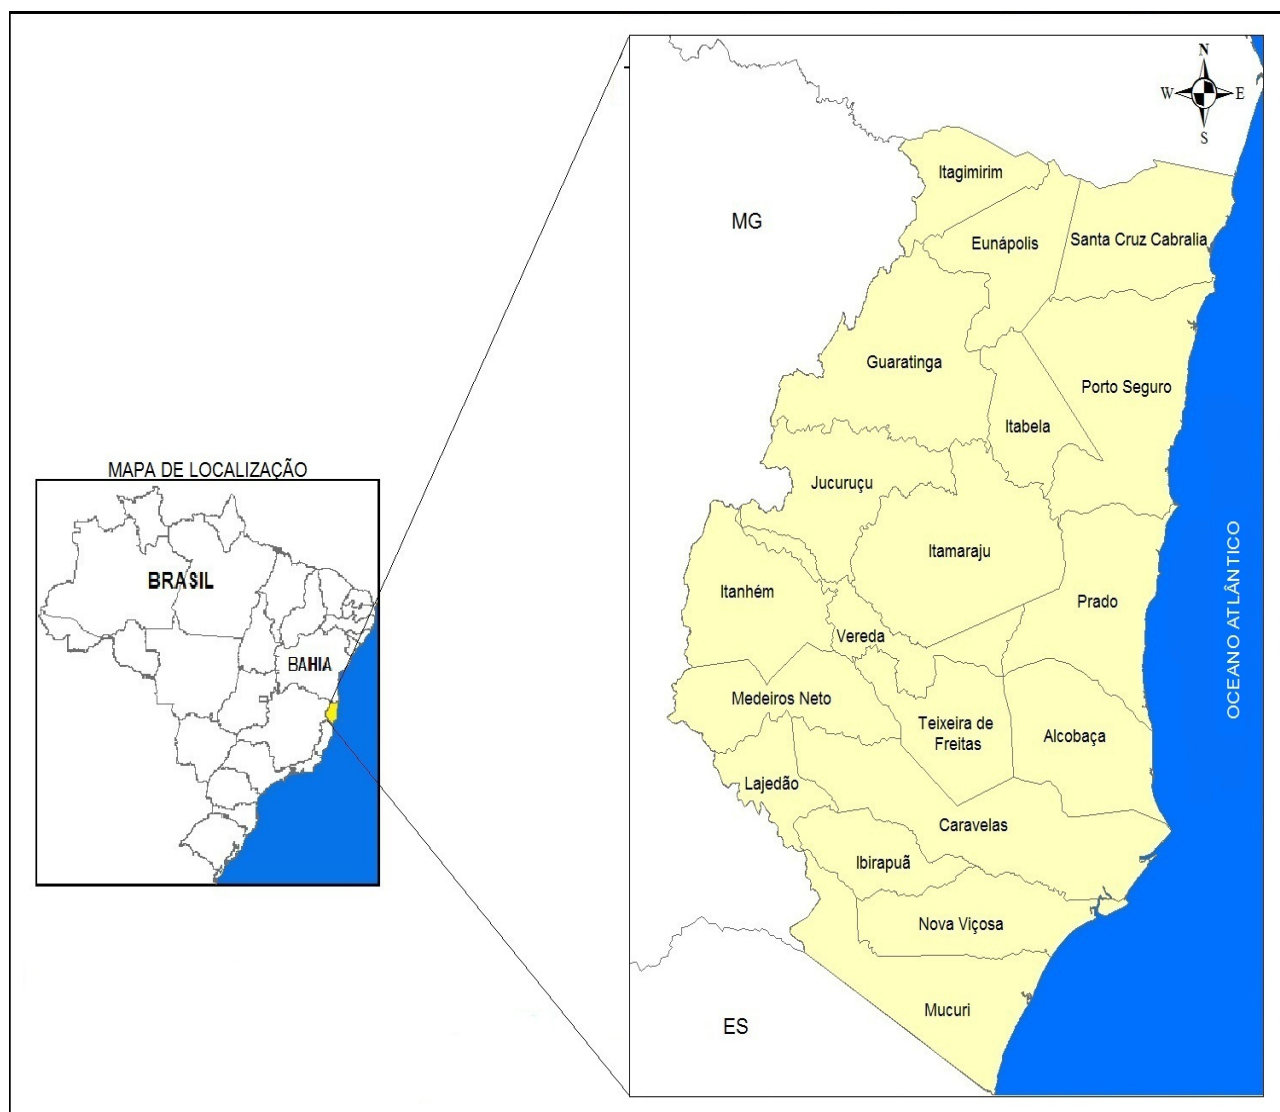 MAPA DE LOCALIZAÇÃO
BRASIL
BAHIA
N
W
E
S
MG
Itagimirim
Eunápolis
Santa Cruz Cabralia
Guaratinga
Porto Seguro
Itabela
Jucuruçu
Itamaraju
Itanhém
Prado
Vereda
Medeiros Neto
Teixeira de
Freitas
Alcobaça
Lajedão
Caravelas
Ibirapuã
Nova Viçosa
Mucuri
ES
OCEANO ATLÂNTICO